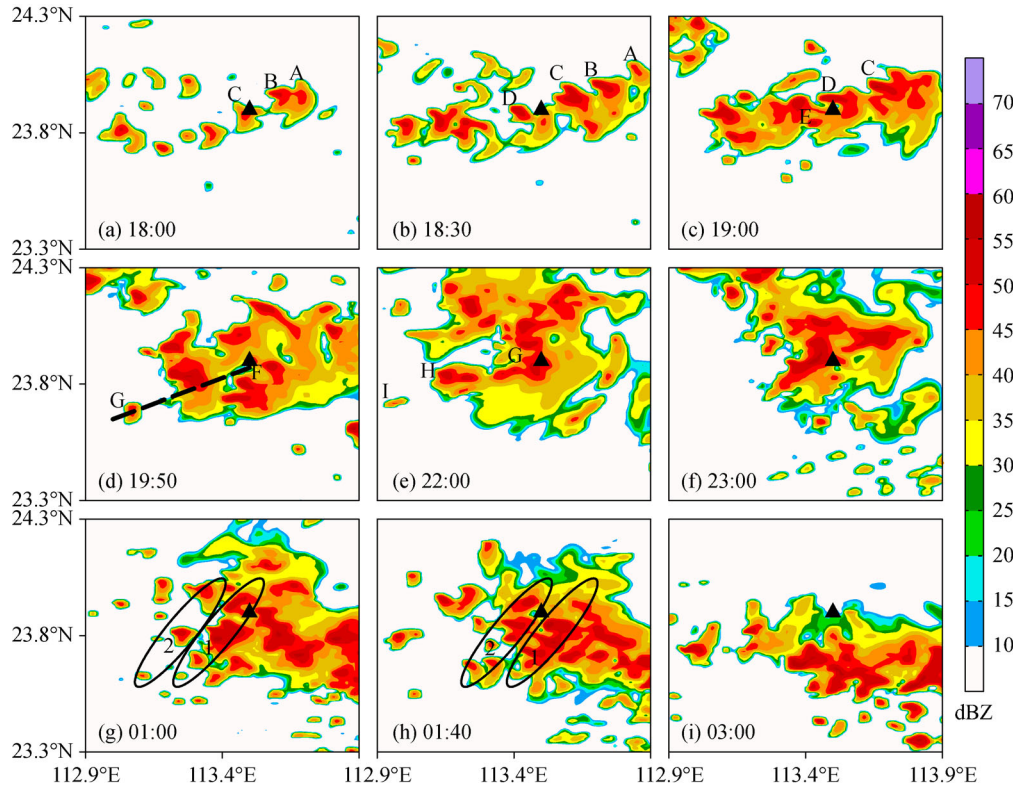 24.3°N
B A
C
23.8°N
(a) 18:00
23.3°N
A
C B
D
(b) 18:30
C
D
E
(c) 19:00
70
65
60
55
50
45
40
35
30
25
20
15
10
dBZ
24.3°N
F
23.8°N
G
(d) 19:50
23.3°N
G
H
I
(e) 22:00
(f) 23:00
24.3°N
23.8°N
2 1
(g) 01:00
23.3°N
2 1
(h) 01:40
(i) 03:00
112.9°E 113.4°E 112.9°E 113.4°E 112.9°E 113.4°E 113.9°E